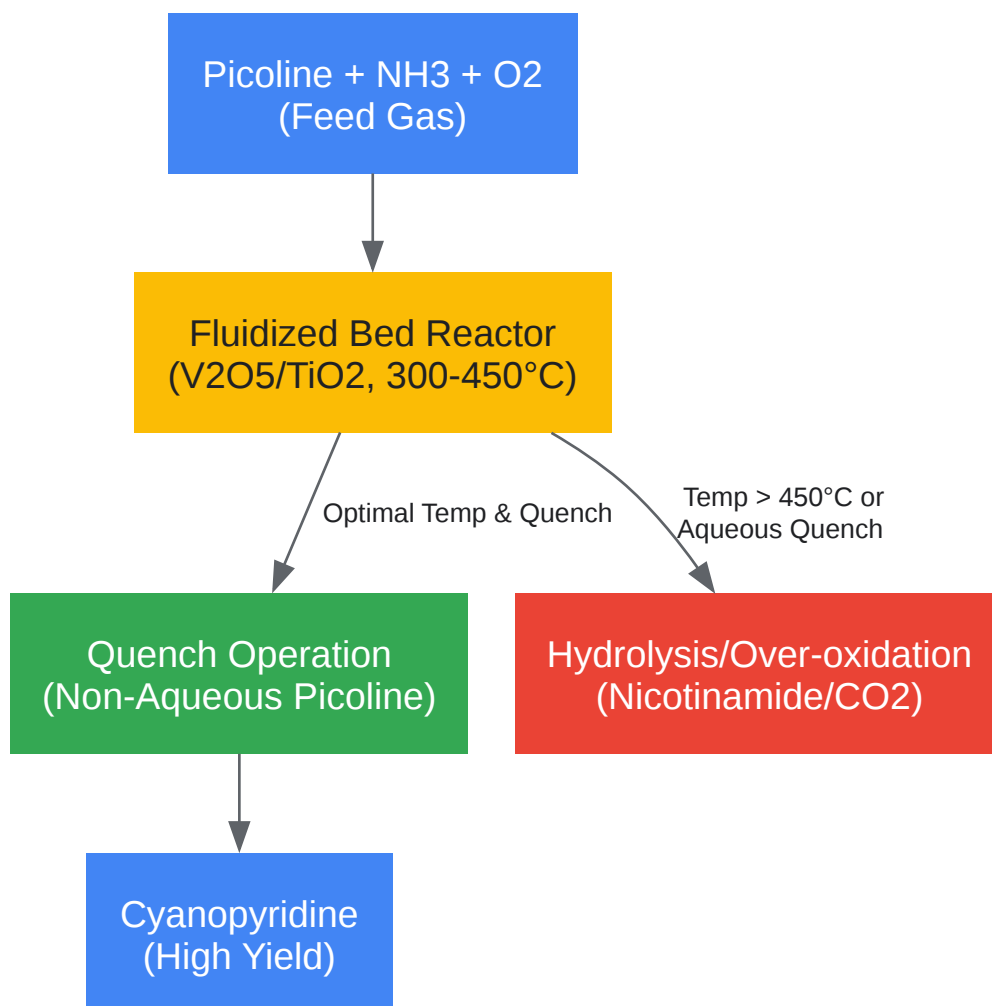 Picoline + NH3 + O2
(Feed Gas)
Fluidized Bed Reactor
(V2O5/TiO2, 300-450°C)
Optimal Temp & Quench
Temp > 450°C or
Aqueous Quench
Quench Operation
(Non-Aqueous Picoline)
Hydrolysis/Over-oxidation
(Nicotinamide/CO2)
Cyanopyridine
(High Yield)